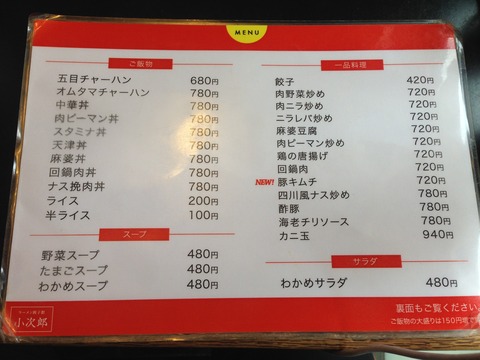 MENU
ご飯物
五目チャーハン 680円
オムタマチャーハン 780円
中華丼 780円
肉ピーマン丼 780円
スタミナ丼 780円
天津丼 780円
麻婆丼 780円
回鍋肉丼 780円
ナス挽肉丼 780円
ライス 200円
半ライス 100円
スープ
野菜スープ 480円
たまごスープ 480円
わかめスープ 480円
小次郎
一品料理
餃子 420円
肉野菜炒め 720円
肉ニラ炒め 720円
ニラレバ炒め 720円
麻婆豆腐 720円
肉ピーマン炒め 720円
鶏の唐揚げ 720円
回鍋肉 720円
NEW! 豚キムチ 720円
四川風ナス炒め 780円
酢豚 780円
海老チリソース 780円
カニ玉 940円
サラダ
わかめサラダ 480円
裏面もご覧ください
ご飯物の大盛りは150円増